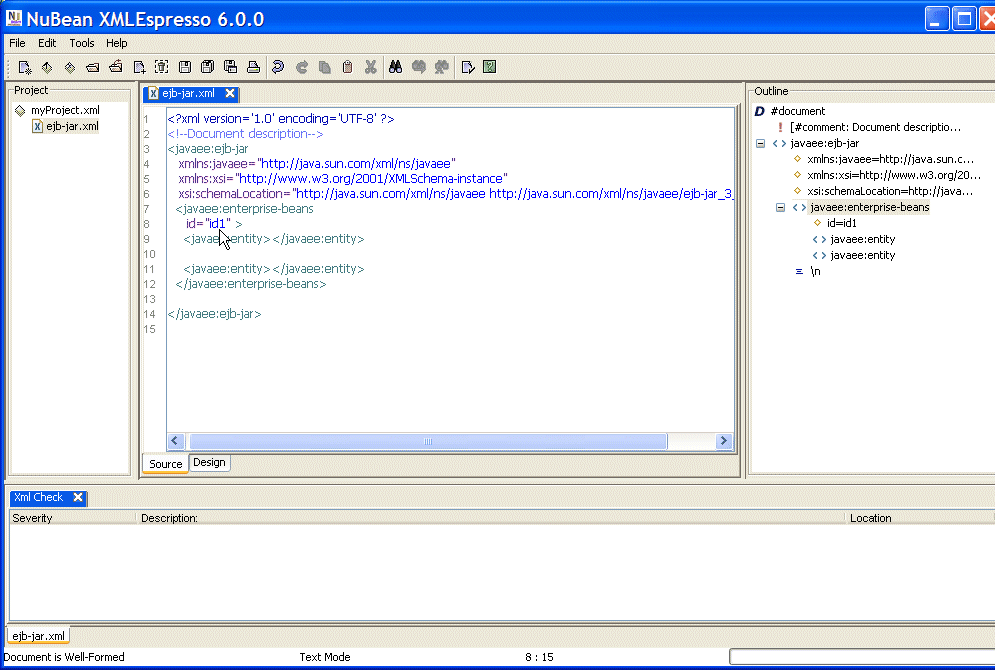 NuBean XMLEspresso 6.0.0
File Edit Tools Help
Project
myProject.xml
ejb-jar.xml
ejb-jar.xml
1 <?xml version='1.0' encoding='UTF-8' ?>
2 <!--Document description-->
3 <javaee:ejb-jar
4 xmlns:javaee="http://java.sun.com/xml/ns/javaee"
5 xmlns:xsi="http://www.w3.org/2001/XMLSchema-instance"
6 xsi:schemaLocation="http://java.sun.com/xml/ns/javaee http://java.sun.com/xml/ns/javaee/ejb-jar_3_
7 <javaee:enterprise-beans
8 id="id1" >
9 <javaee:entity></javaee:entity>
10
11 <javaee:entity></javaee:entity>
12 </javaee:enterprise-beans>
13
14 </javaee:ejb-jar>
15
Source Design
Outline
D #document
! [#comment: Document descriptio...
<> javaee:ejb-jar
xmlns:javaee=http://java.sun.c...
xmlns:xsi=http://www.w3.org/20...
xsi:schemaLocation=http://java...
<> javaee:enterprise-beans
id=id1
<> javaee:entity
<> javaee:entity
\n
Xml Check
Severity Description: Location
ejb-jar.xml
Document is Well-Formed Text Mode 8 : 15